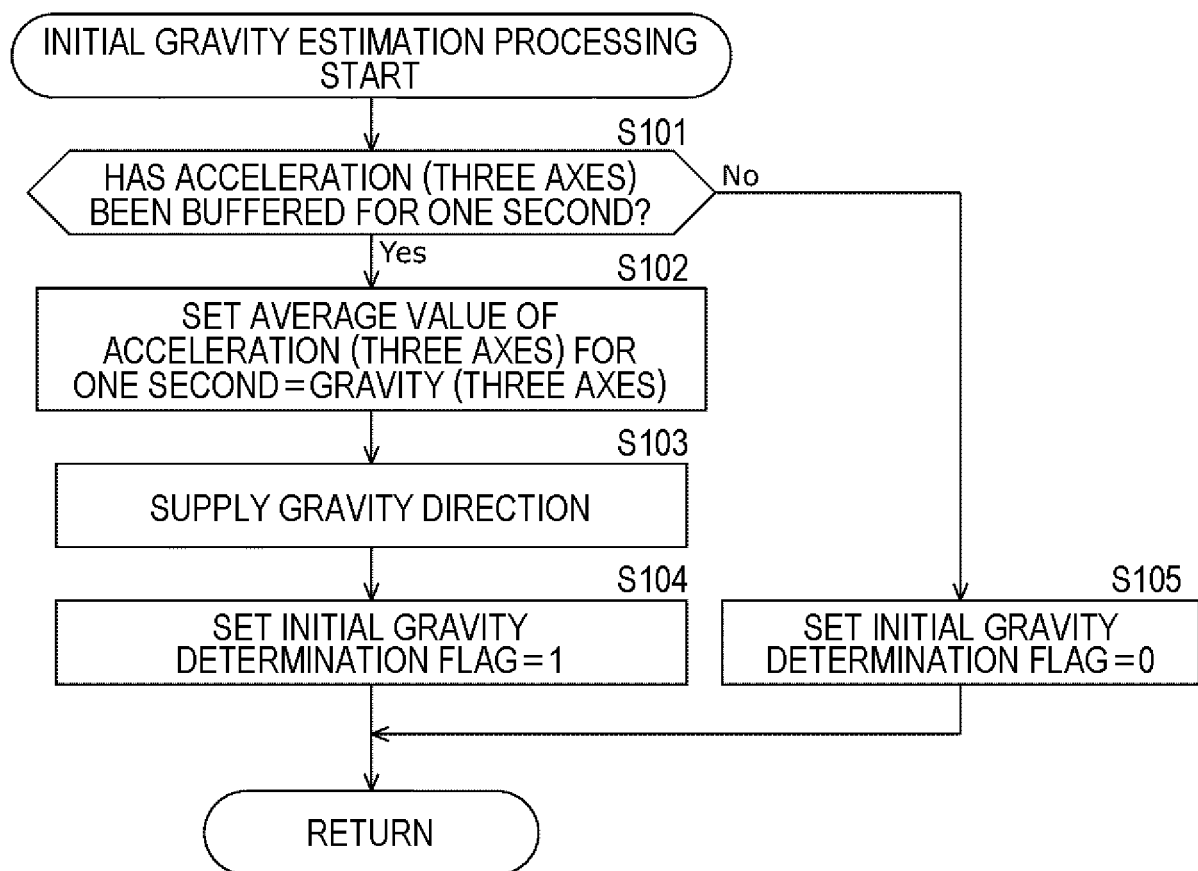 INITIAL GRAVITY ESTIMATION PROCESSING
START
S101
HAS ACCELERATION (THREE AXES)
BEEN BUFFERED FOR ONE SECOND?
No
Yes
S102
SET AVERAGE VALUE OF
ACCELERATION (THREE AXES) FOR
ONE SECOND=GRAVITY (THREE AXES)
S103
SUPPLY GRAVITY DIRECTION
S104
SET INITIAL GRAVITY
DETERMINATION FLAG=1
S105
SET INITIAL GRAVITY
DETERMINATION FLAG=0
RETURN